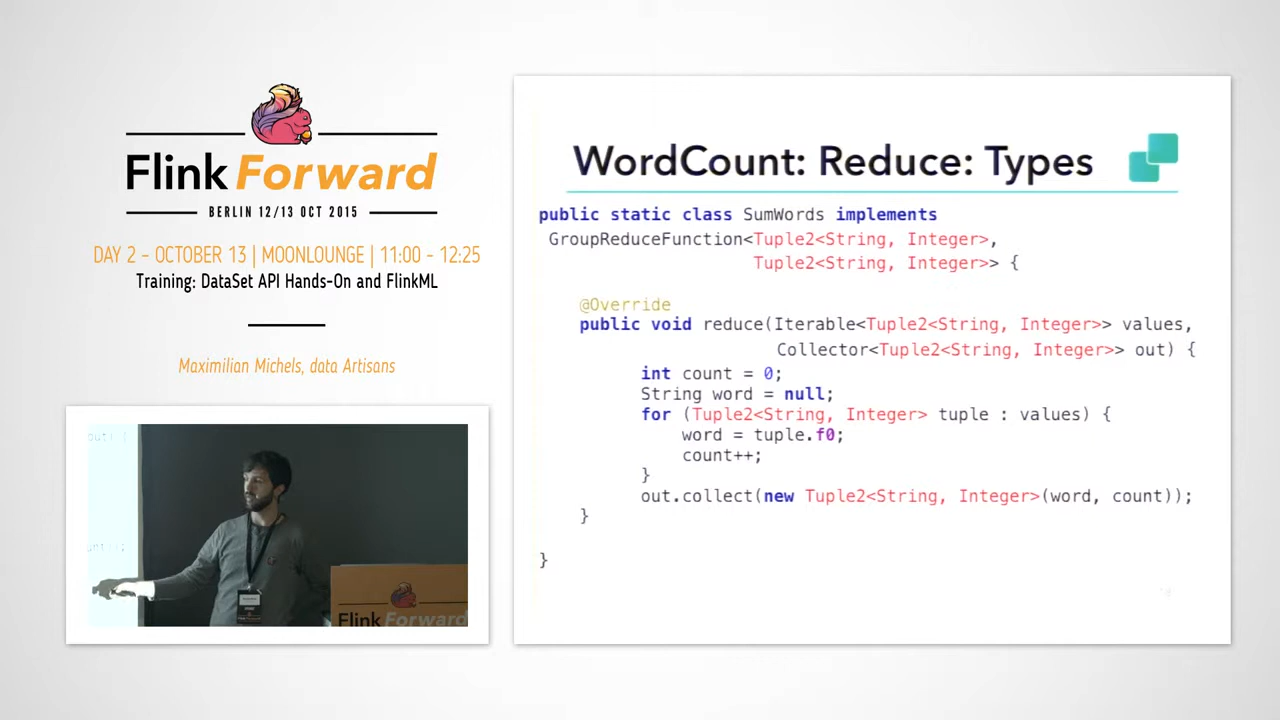 Flink Forward
BERLIN 12/13 OCT 2015
DAY 2 - OCTOBER 13 | MOONLOUNGE | 11:00 - 12:25
Training: DataSet API Hands-On and FlinkML
Maximilian Michels, data Artisans
out) {
unt));
Flink Forward
WordCount: Reduce: Types
public static class SumWords implements
GroupReduceFunction<Tuple2<String, Integer>,
Tuple2<String, Integer>> {
@Override
public void reduce(Iterable<Tuple2<String, Integer>> values,
Collector<Tuple2<String, Integer>> out) {
int count = 0;
String word = null;
for (Tuple2<String, Integer> tuple : values) {
word = tuple.f0;
count++;
}
out.collect(new Tuple2<String, Integer>(word, count));
}
}